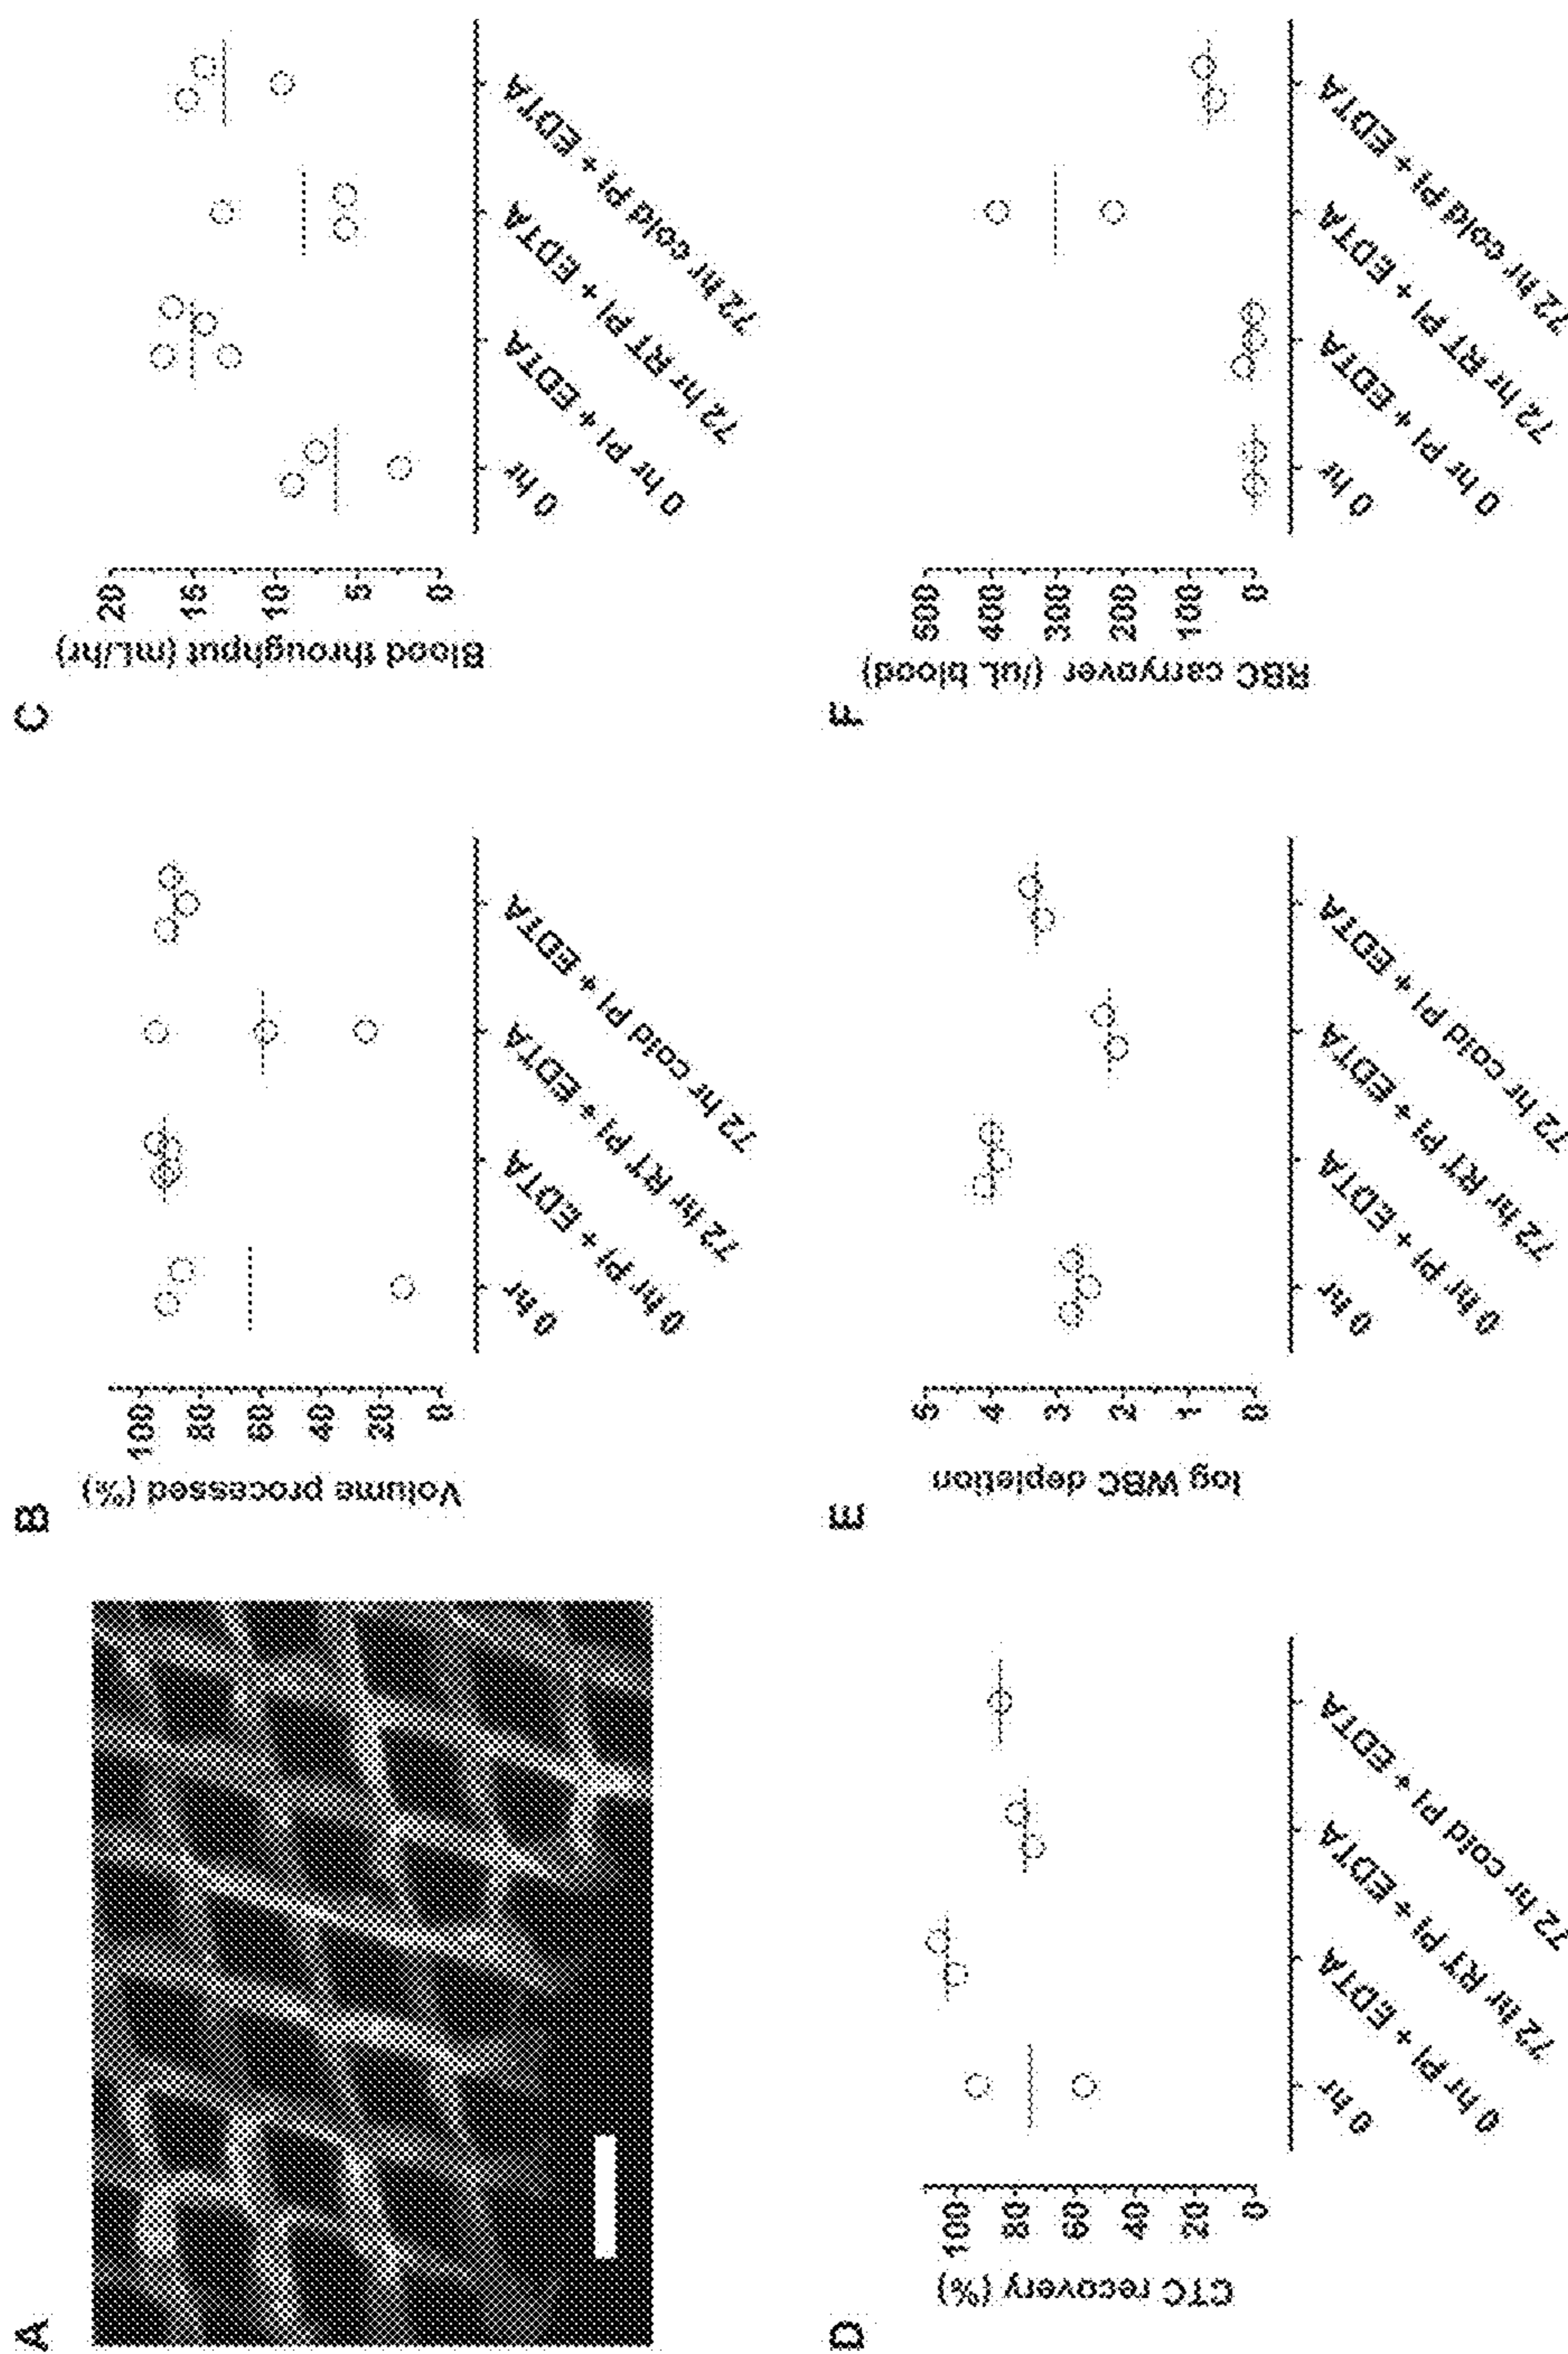 A
B
Volume processed (%)
100
80
60
40
20
0
0 hr
0 hr PI + EDTA
72 hr RT PI + EDTA
72 hr cold PI + EDTA
C
Blood throughput (mL/hr)
20
15
10
5
0
0 hr
0 hr PI + EDTA
72 hr RT PI + EDTA
72 hr cold PI + EDTA
D
CTC recovery (%)
100
80
60
40
20
0
0 hr
0 hr PI + EDTA
72 hr RT PI + EDTA
72 hr cold PI + EDTA
E
log WBC depletion
5
4
3
2
1
0
0 hr
0 hr PI + EDTA
72 hr RT PI + EDTA
72 hr cold PI + EDTA
F
RBC carryover (/uL blood)
500
400
300
200
100
0
0 hr
0 hr PI + EDTA
72 hr RT PI + EDTA
72 hr cold PI + EDTA